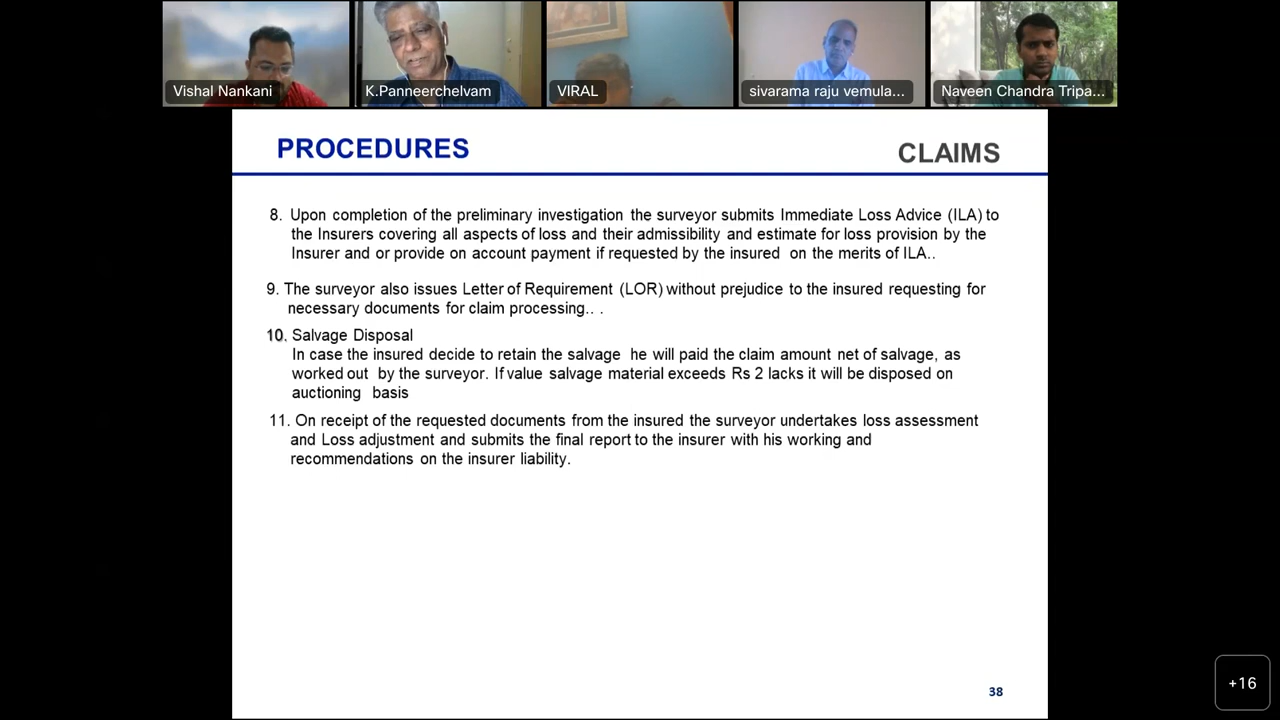 Vishal Nankani
K.Panneerchelvam
VIRAL
sivarama raju vemula...
Naveen Chandra Tripa...
PROCEDURES
CLAIMS
8. Upon completion of the preliminary investigation the surveyor submits Immediate Loss Advice (ILA) to
the Insurers covering all aspects of loss and their admissibility and estimate for loss provision by the
Insurer and or provide on account payment if requested by the insured on the merits of ILA..
9. The surveyor also issues Letter of Requirement (LOR) without prejudice to the insured requesting for
necessary documents for claim processing.. .
10. Salvage Disposal
In case the insured decide to retain the salvage he will paid the claim amount net of salvage, as
worked out by the surveyor. If value salvage material exceeds Rs 2 lacks it will be disposed on
auctioning basis
11. On receipt of the requested documents from the insured the surveyor undertakes loss assessment
and Loss adjustment and submits the final report to the insurer with his working and
recommendations on the insurer liability.
38
+16